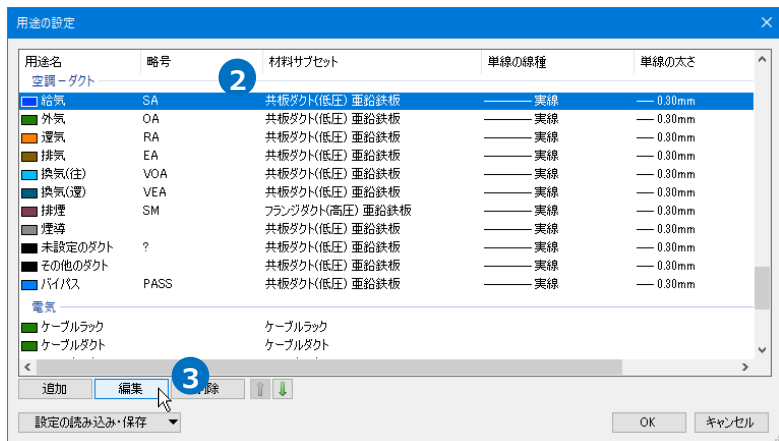 用途の設定
用途名 略号 材料サブセット 単線の線種 単線の太さ
空調-ダクト
2
給気 SA 共板ダクト(低圧) 亜鉛鉄板 実線 0.30mm
外気 OA 共板ダクト(低圧) 亜鉛鉄板 実線 0.30mm
還気 RA 共板ダクト(低圧) 亜鉛鉄板 実線 0.30mm
排気 EA 共板ダクト(低圧) 亜鉛鉄板 実線 0.30mm
換気(往) VOA 共板ダクト(低圧) 亜鉛鉄板 実線 0.30mm
換気(還) VEA 共板ダクト(低圧) 亜鉛鉄板 実線 0.30mm
排煙 SM フランジダクト(高圧) 亜鉛鉄板 実線 0.30mm
煙導 共板ダクト(低圧) 亜鉛鉄板 実線 0.30mm
未設定のダクト ? 共板ダクト(低圧) 亜鉛鉄板 実線 0.30mm
その他のダクト 共板ダクト(低圧) 亜鉛鉄板 実線 0.30mm
バイパス PASS 共板ダクト(低圧) 亜鉛鉄板 実線 0.30mm
電気
ケーブルラック ケーブルラック
ケーブルダクト ケーブルダクト
追加 編集 3 除
設定の読み込み・保存 OK キャンセル